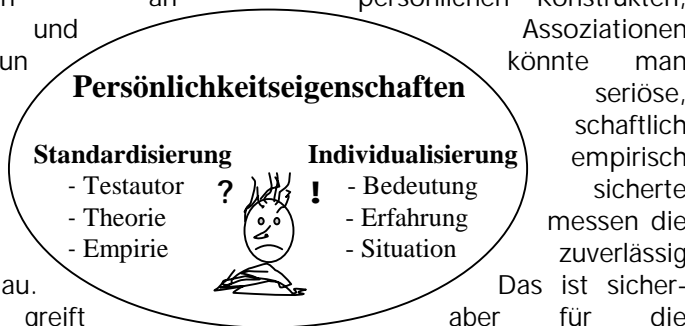 an persönlichen Konstrukten,
und Assoziationen
un könnte man
Persönlichkeitseigenschaften
seriöse,
schaftlich
Standardisierung Individualisierung empirisch
- Testautor ? ! - Bedeutung sicherte
- Theorie - Erfahrung messen die
- Empirie - Situation zuverlässig
au. Das ist sicher-
greift aber für die